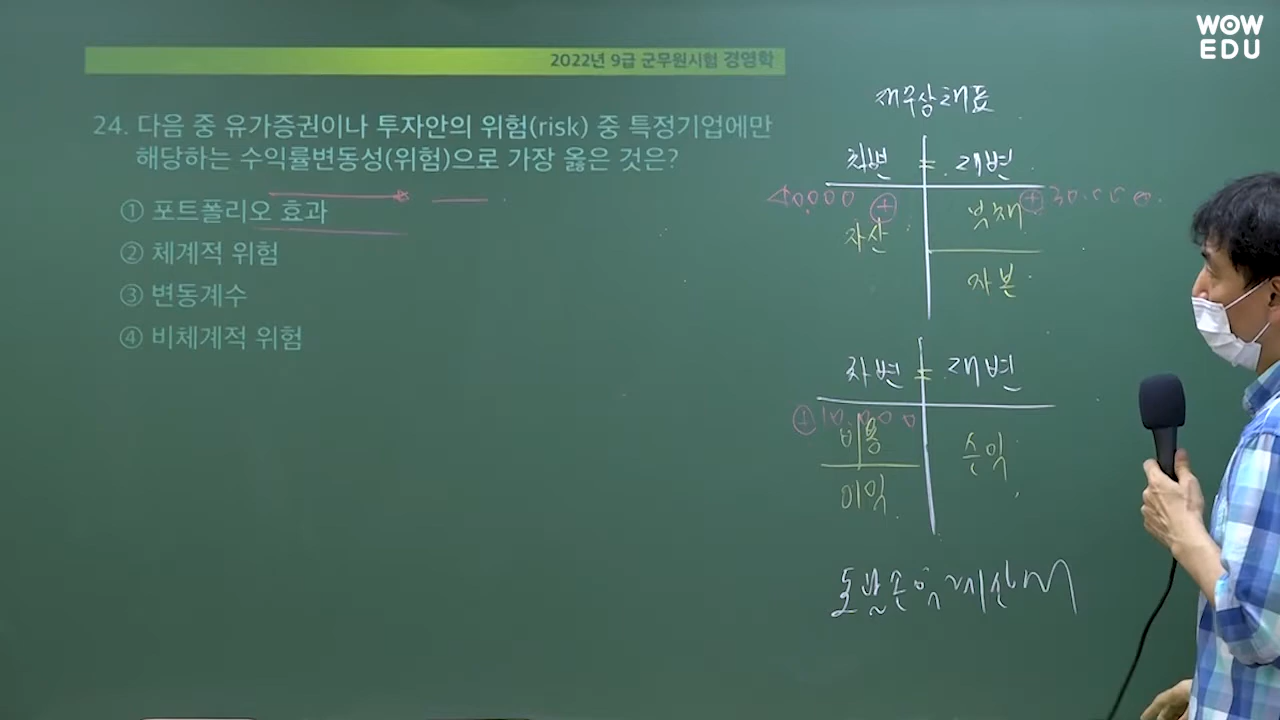 WOW
EDU
2022년 9급 군무원시험 경영학
24. 다음 중 유가증권이나 투자안의 위험(risk) 중 특정기업에만
해당하는 수익률변동성(위험)으로 가장 옳은 것은?
① 포트폴리오 효과
② 체계적 위험
③ 변동계수
④ 비체계적 위험
재무상태표
차변 = 대변
부채 ⊕ 30.000
자산
자본
차변 = 대변
⊕ 10.000
비용
수익
이익
포괄손익계산서